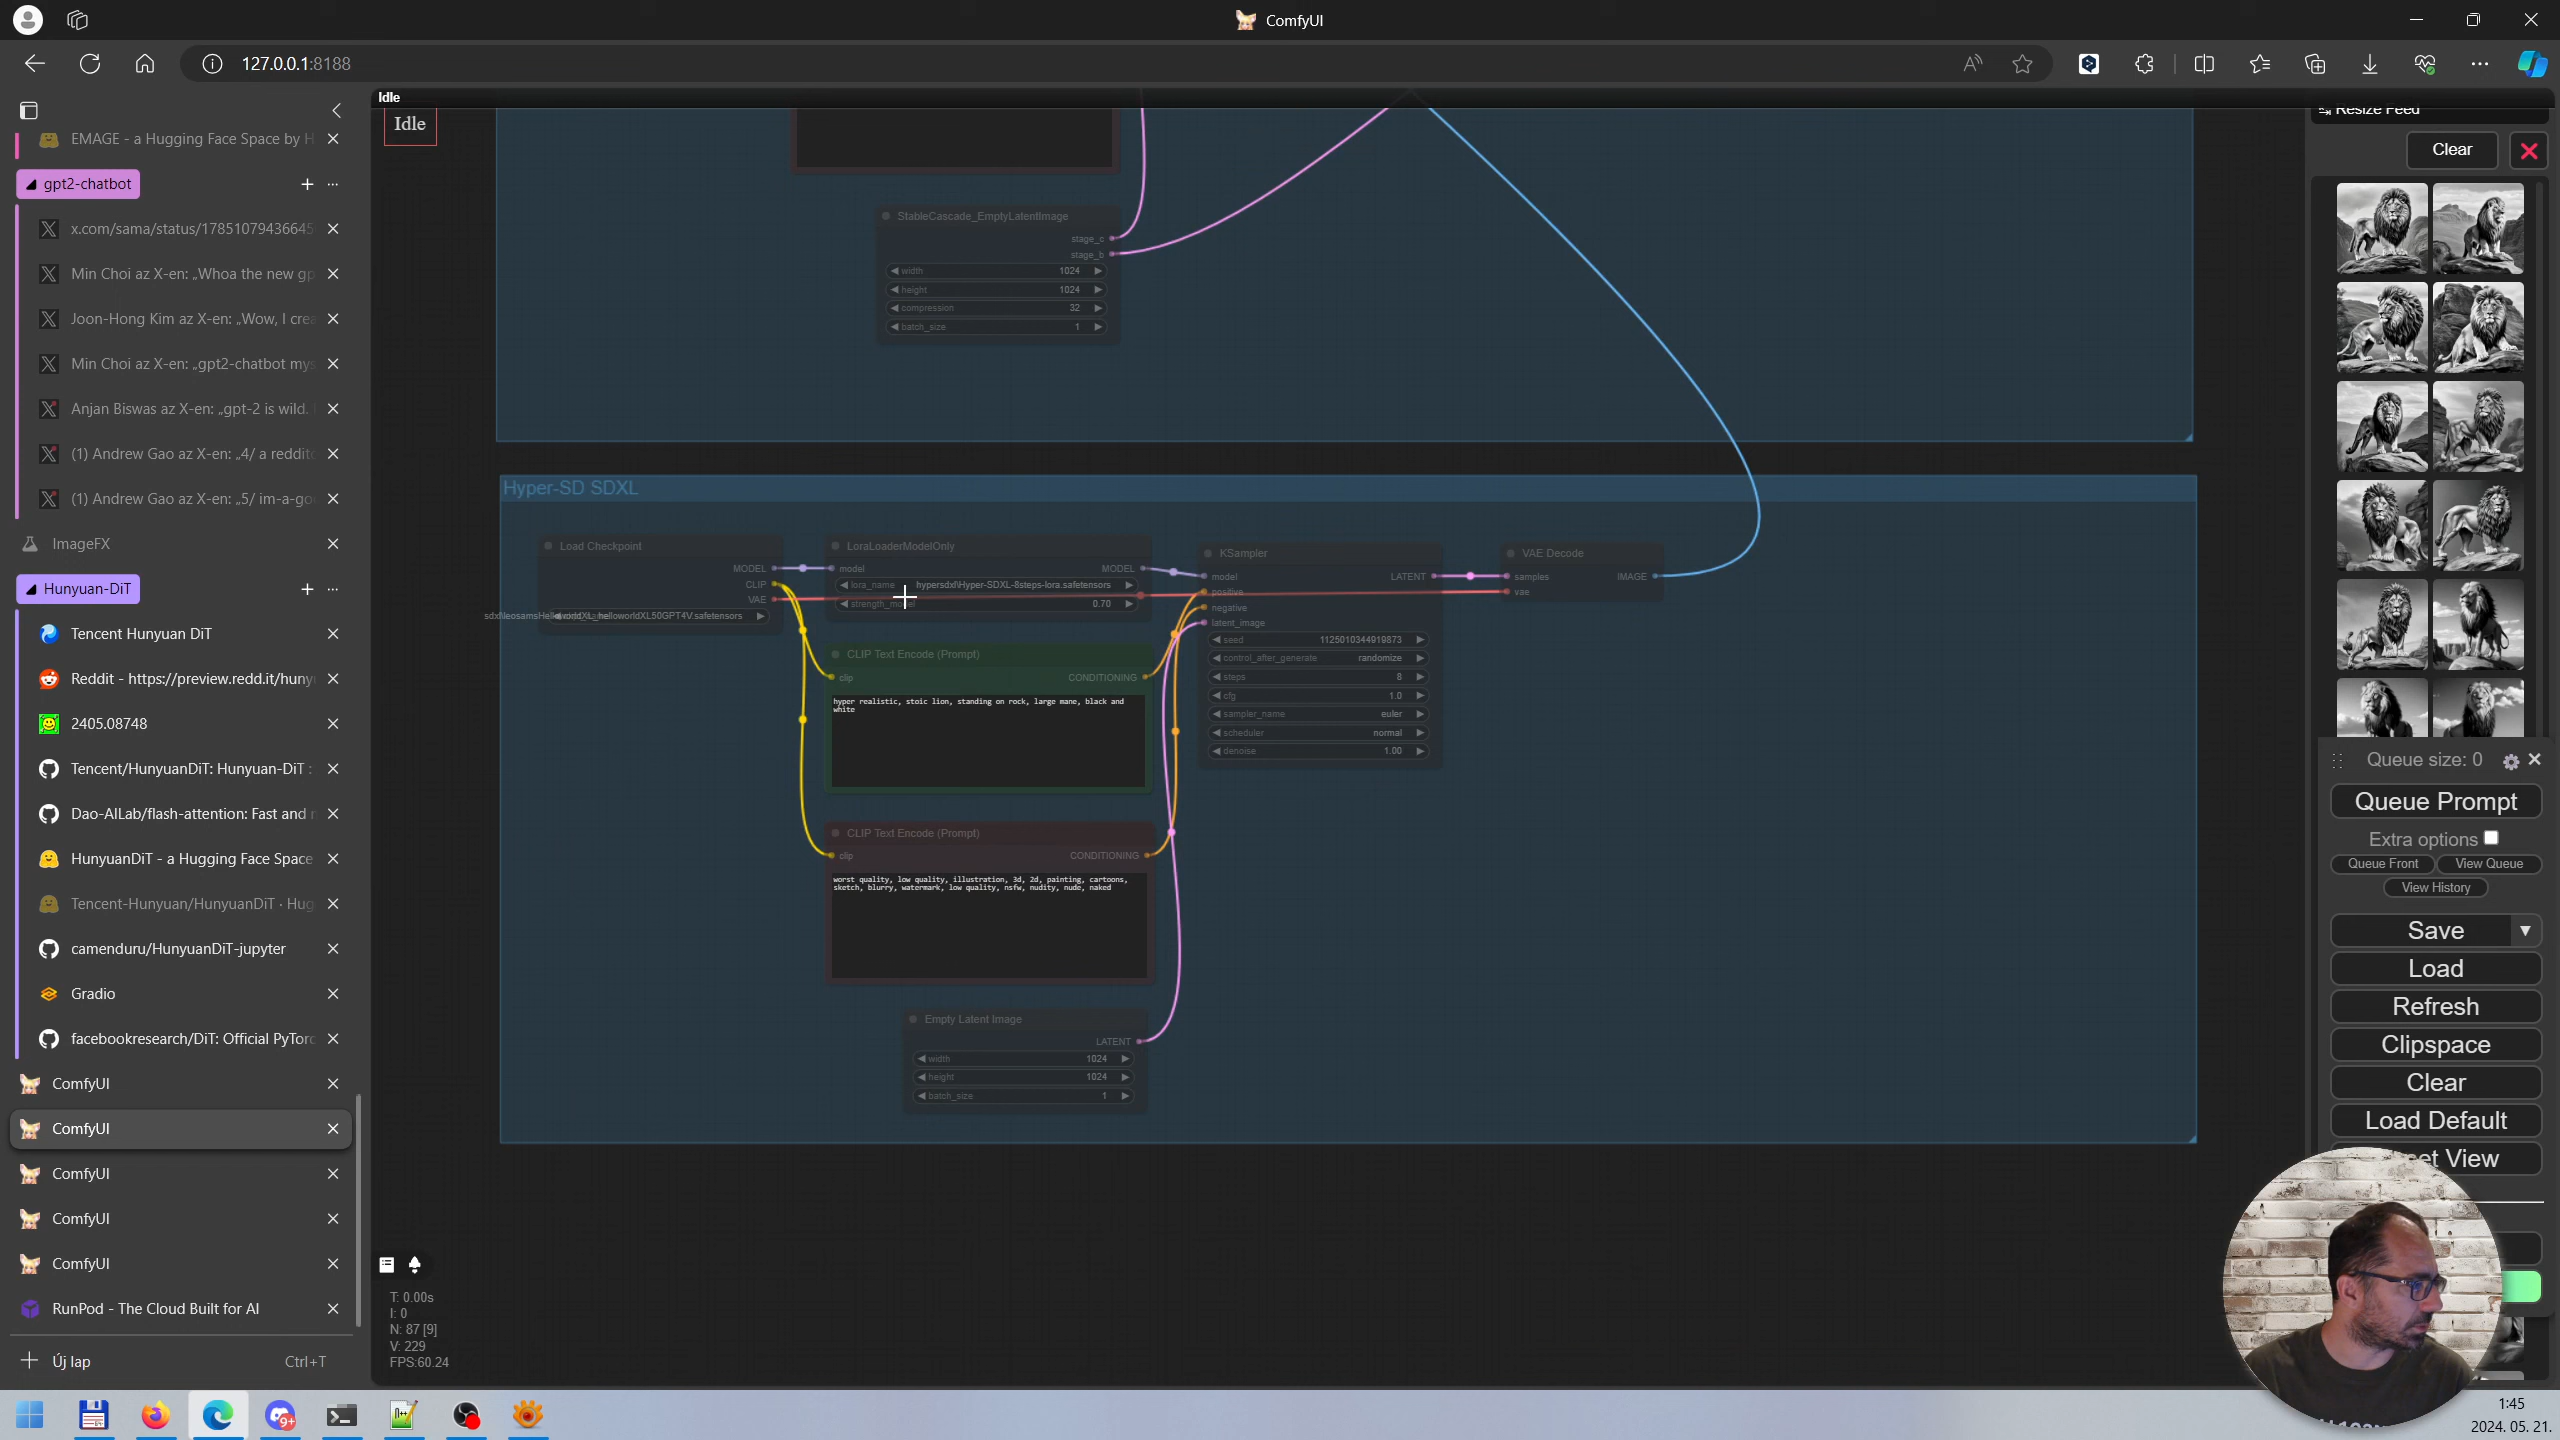 ComfyUI
127.0.0.1:8188
EMAGE - a Hugging Face Space by H
gpt2-chatbot
x.com/sama/status/17851079436645
Min Choi az X-en: „Whoa the new gp
Joon-Hong Kim az X-en: „Wow, I crea
Min Choi az X-en: „gpt2-chatbot mys
Anjan Biswas az X-en: „gpt-2 is wild.
(1) Andrew Gao az X-en: „4/ a reddito
(1) Andrew Gao az X-en: „5/ im-a-go
ImageFX
Hunyuan-DiT
Tencent Hunyuan DiT
Reddit - https://preview.redd.it/huny
2405.08748
Tencent/HunyuanDiT: Hunyuan-DiT :
Dao-AILab/flash-attention: Fast and m
HunyuanDiT - a Hugging Face Space
Tencent-Hunyuan/HunyuanDiT · Hug
camenduru/HunyuanDiT-jupyter
Gradio
facebookresearch/DiT: Official PyTorc
ComfyUI
ComfyUI
ComfyUI
ComfyUI
ComfyUI
RunPod - The Cloud Built for AI
Új lap Ctrl+T
Idle
Idle
StableCascade_EmptyLatentImage
stage_c
stage_b
width 1024
height 1024
compression 32
batch_size 1
Hyper-SD SDXL
Load Checkpoint
MODEL
CLIP
VAE
LoraLoaderModelOnly
model MODEL
lora_name hypersdxl\Hyper-SDXL-8steps-lora.safetensors
strength_model 0.70
CLIP Text Encode (Prompt)
clip CONDITIONING
hyper realistic, stoic lion, standing on rock, large mane, black and
white
CLIP Text Encode (Prompt)
clip CONDITIONING
worst quality, low quality, illustration, 3d, 2d, painting, cartoons,
sketch, blurry, watermark, low quality, nsfw, nudity, nude, naked
Empty Latent Image
LATENT
width 1024
height 1024
batch_size 1
KSampler
model LATENT
positive
negative
latent_image
seed 1125010344919873
control_after_generate randomize
steps 8
cfg 1.0
sampler_name euler
scheduler normal
denoise 1.00
VAE Decode
samples IMAGE
vae
T: 0.00s
I: 0
N: 87 [9]
V: 229
FPS:60.24
Resize Feed
Clear
Queue size: 0
Queue Prompt
Extra options
Queue Front View Queue
View History
Save
Load
Refresh
Clipspace
Clear
Load Default
View
9+
1:45
2024. 05. 21.